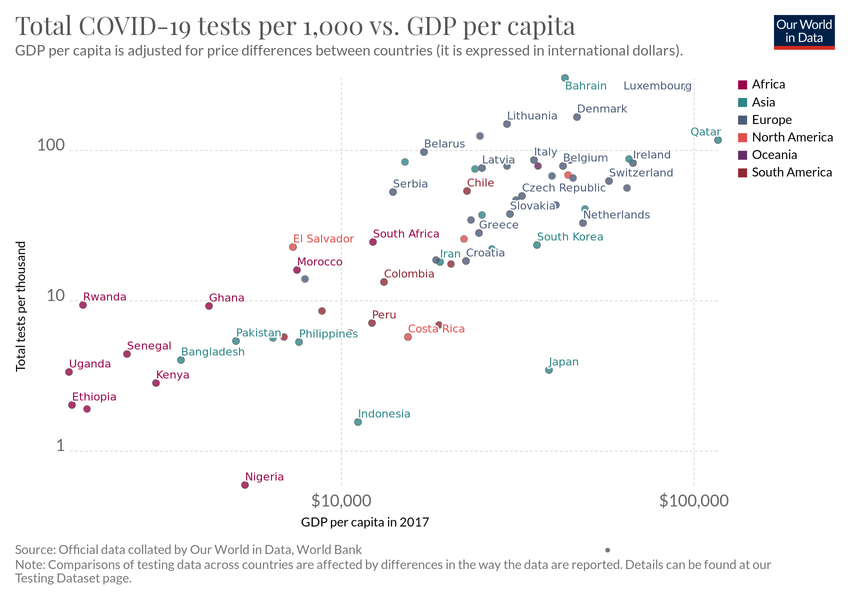 Total COVID-19 tests per 1,000 vs. GDP per capita
GDP per capita is adjusted for price differences between countries (it is expressed in international dollars).
Our World
in Data
Bahrain
Luxembourg
Africa
Asia
Europe
North America
Oceania
South America
Lithuania
Denmark
Qatar
100
Belarus
Latvia
Italy
Belgium
Ireland
Switzerland
Serbia
Chile
Czech Republic
Slovakia
Netherlands
Greece
South Africa
South Korea
El Salvador
Morocco
Iran
Croatia
Colombia
Total tests per thousand
10
Rwanda
Ghana
Peru
Costa Rica
Pakistan
Philippines
Senegal
Bangladesh
Uganda
Kenya
Japan
Ethiopia
Indonesia
1
Nigeria
$10,000
$100,000
GDP per capita in 2017
Source: Official data collated by Our World in Data, World Bank
Note: Comparisons of testing data across countries are affected by differences in the way the data are reported. Details can be found at our
Testing Dataset page.